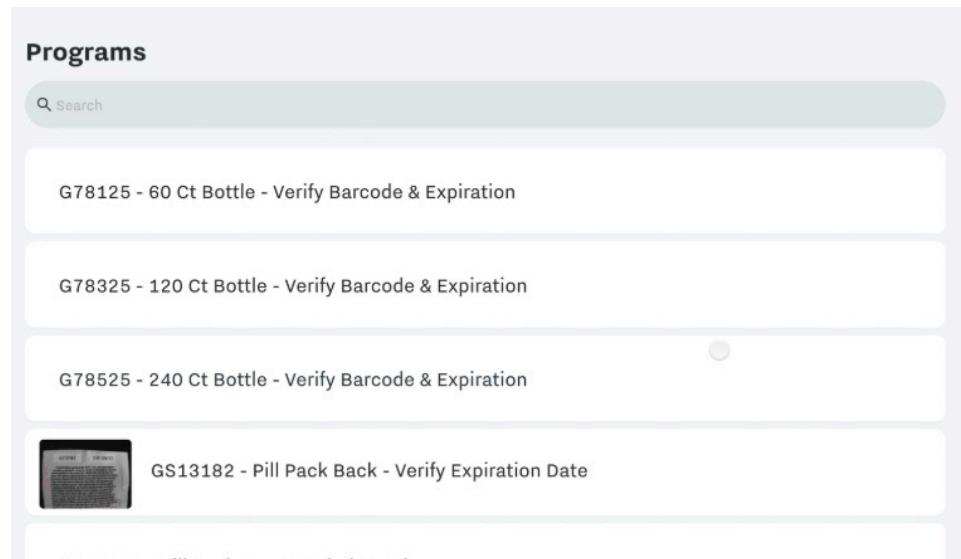 Programs
Search
G78125 - 60 Ct Bottle - Verify Barcode & Expiration
G78325 - 120 Ct Bottle - Verify Barcode & Expiration
G78525 - 240 Ct Bottle - Verify Barcode & Expiration
GS13182 - Pill Pack Back - Verify Expiration Date